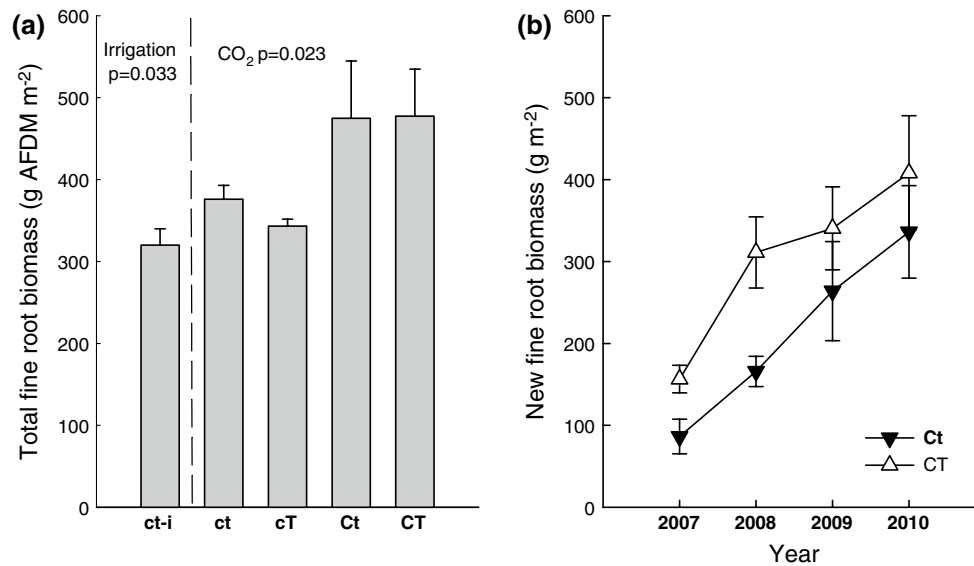 (a)
Total fine root biomass (g AFDM m-2)
600
500
400
300
200
100
0
Irrigation
p=0.033
CO2 p=0.023
ct-i ct cT Ct CT
(b)
New fine root biomass (g m-2)
600
500
400
300
200
100
0
Ct
CT
2007 2008 2009 2010
Year